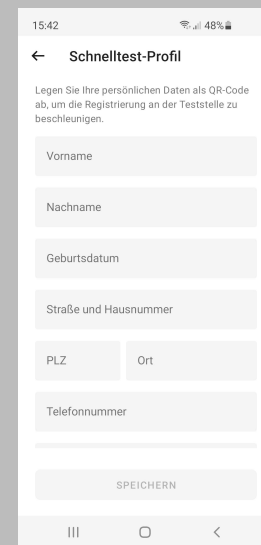 15:42 48%
Schnelltest-Profil
Legen Sie Ihre persönlichen Daten als QR-Code
ab, um die Registrierung an der Teststelle zu
beschleunigen.
Vorname
Nachname
Geburtsdatum
Straße und Hausnummer
PLZ Ort
Telefonnummer
SPEICHERN